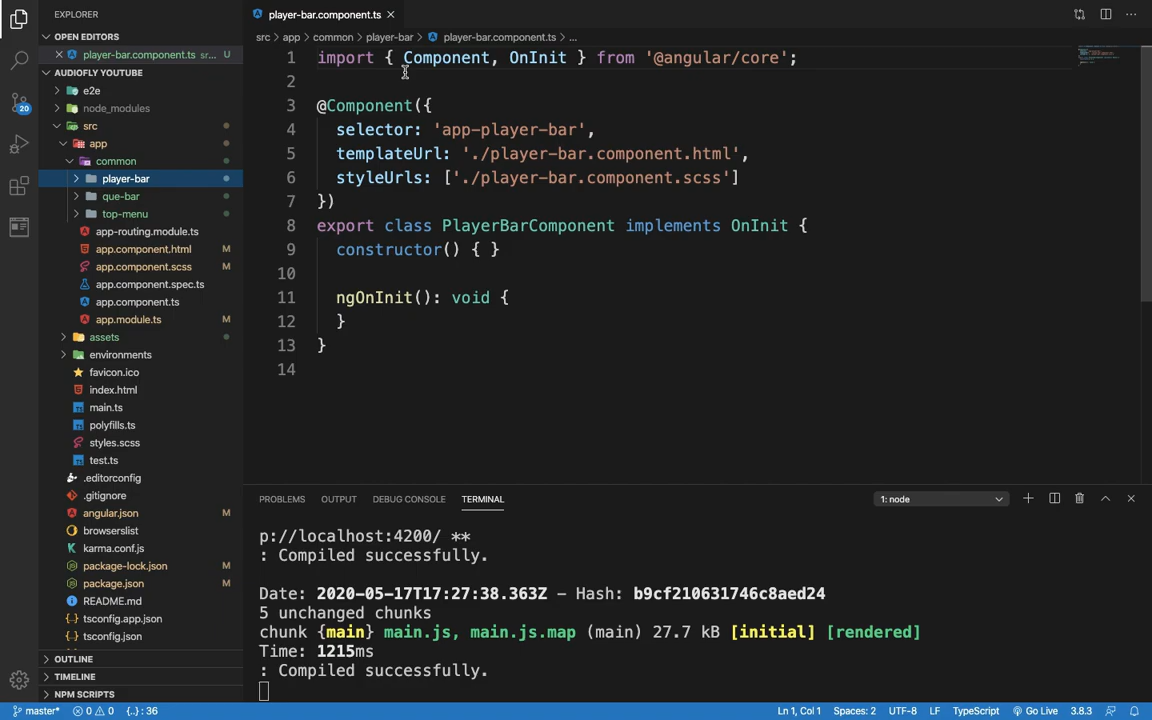 EXPLORER
OPEN EDITORS
player-bar.component.ts sr... U
AUDIOFLY YOUTUBE
e2e
node_modules
src
app
common
player-bar
que-bar
top-menu
app-routing.module.ts
app.component.html M
app.component.scss M
app.component.spec.ts
app.component.ts
app.module.ts M
assets
environments
favicon.ico
index.html
main.ts
polyfills.ts
styles.scss
test.ts
.editorconfig
.gitignore
angular.json M
browserslist
karma.conf.js
package-lock.json M
package.json M
README.md
tsconfig.app.json
tsconfig.json
OUTLINE
TIMELINE
NPM SCRIPTS
20
player-bar.component.ts
src › app › common › player-bar › player-bar.component.ts › ...
1 import { Component, OnInit } from '@angular/core';
2
3 @Component({
4 selector: 'app-player-bar',
5 templateUrl: './player-bar.component.html',
6 styleUrls: ['./player-bar.component.scss']
7 })
8 export class PlayerBarComponent implements OnInit {
9 constructor() { }
10
11 ngOnInit(): void {
12 }
13 }
14
PROBLEMS OUTPUT DEBUG CONSOLE TERMINAL 1: node
p://localhost:4200/ **
: Compiled successfully.
Date: 2020-05-17T17:27:38.363Z – Hash: b9cf210631746c8aed24
5 unchanged chunks
chunk {main} main.js, main.js.map (main) 27.7 kB [initial] [rendered]
Time: 1215ms
: Compiled successfully.
master* 0 0 {..} : 36 Ln 1, Col 1 Spaces: 2 UTF-8 LF TypeScript Go Live 3.8.3